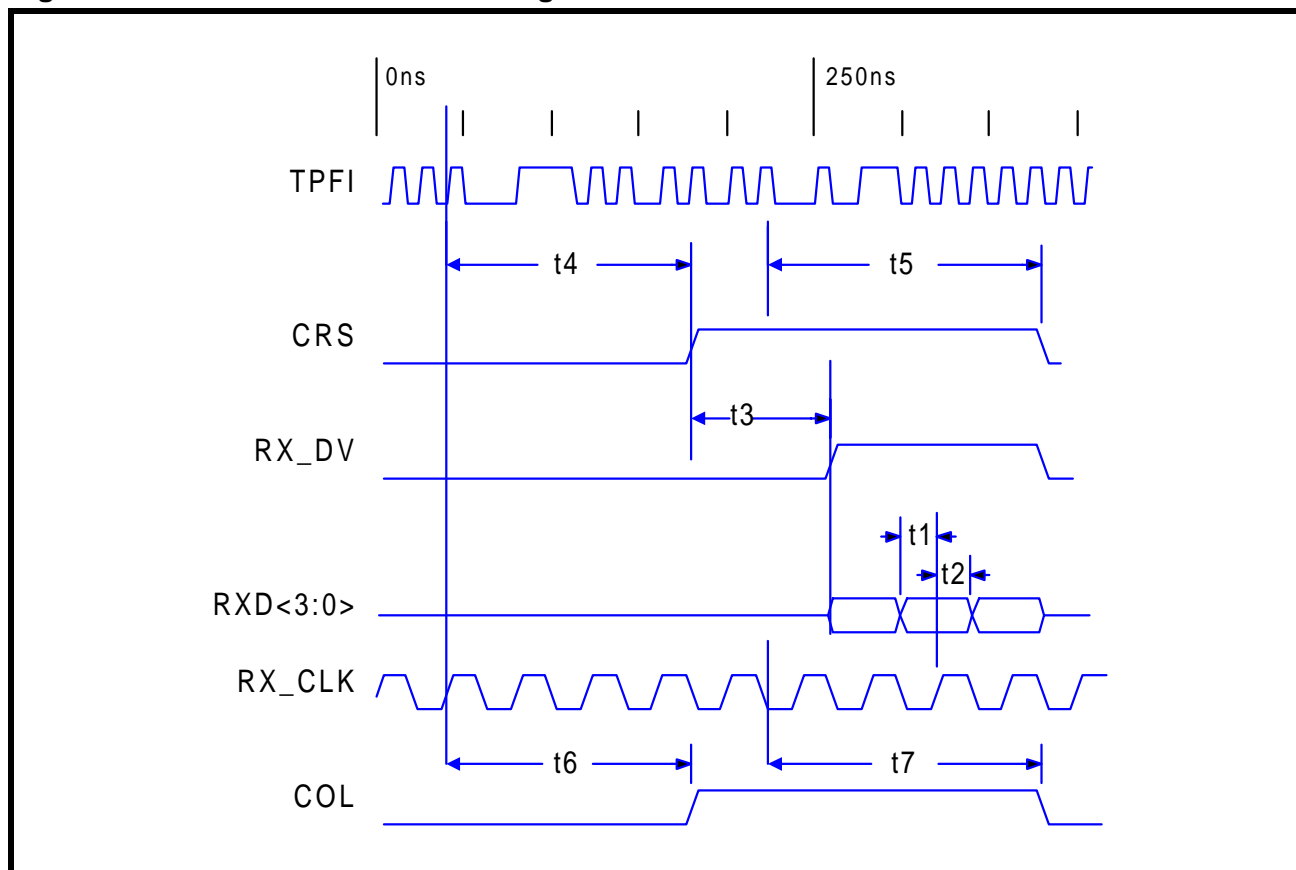 0ns 250ns
TPFI
t4 t5
CRS
t3
RX_DV
t1
t2
RXD<3:0>
RX_CLK
t6 t7
COL